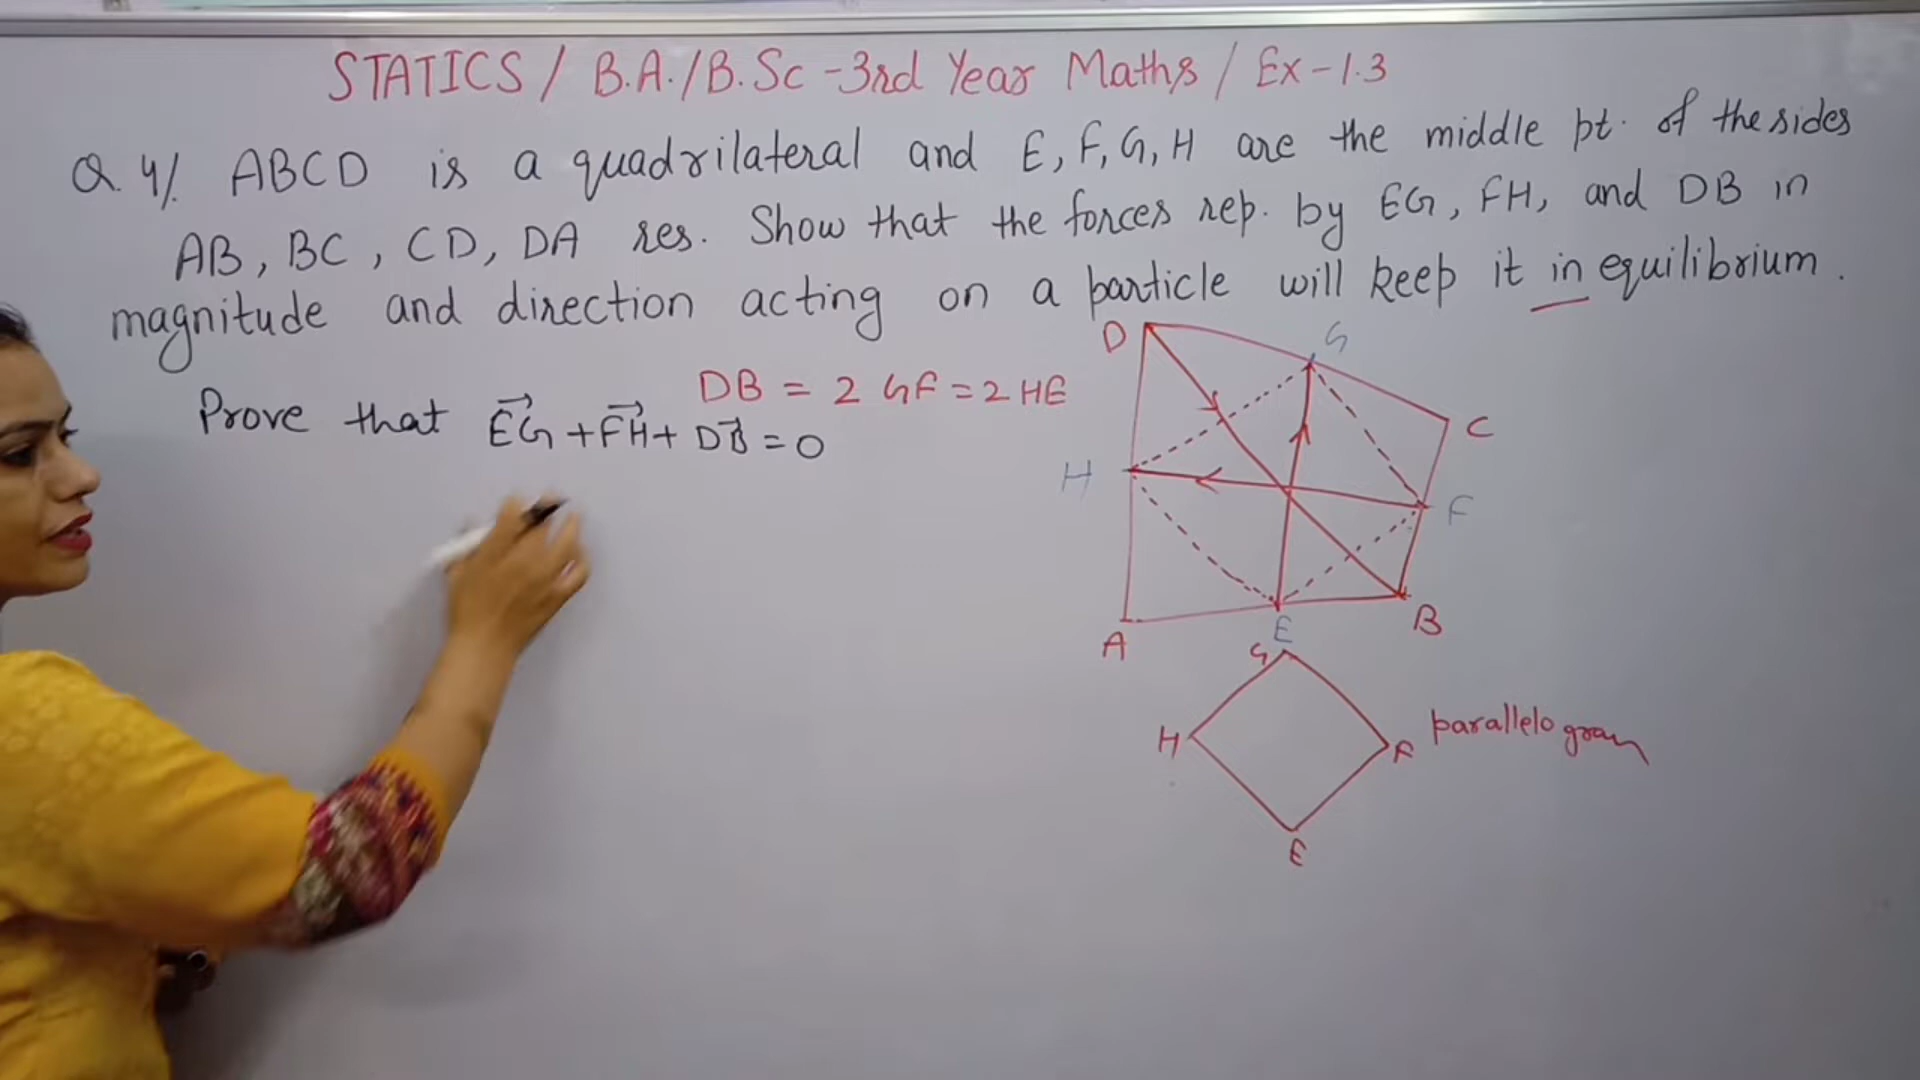 STATICS / B.A./B.Sc - 3rd Year Maths / Ex - 1.3
Q. 4/. ABCD is a quadrilateral and E, F, G, H are the middle pt. of the sides
AB, BC, CD, DA res. Show that the forces rep. by EG, FH, and DB in
magnitude and direction acting on a particle will keep it in equilibrium.
DB = 2 GF = 2 HE
Prove that EG⃗ + FH⃗ + DB⃗ = 0
D
G
C
H
F
A
E
B
G
H
F
E
parallelogram